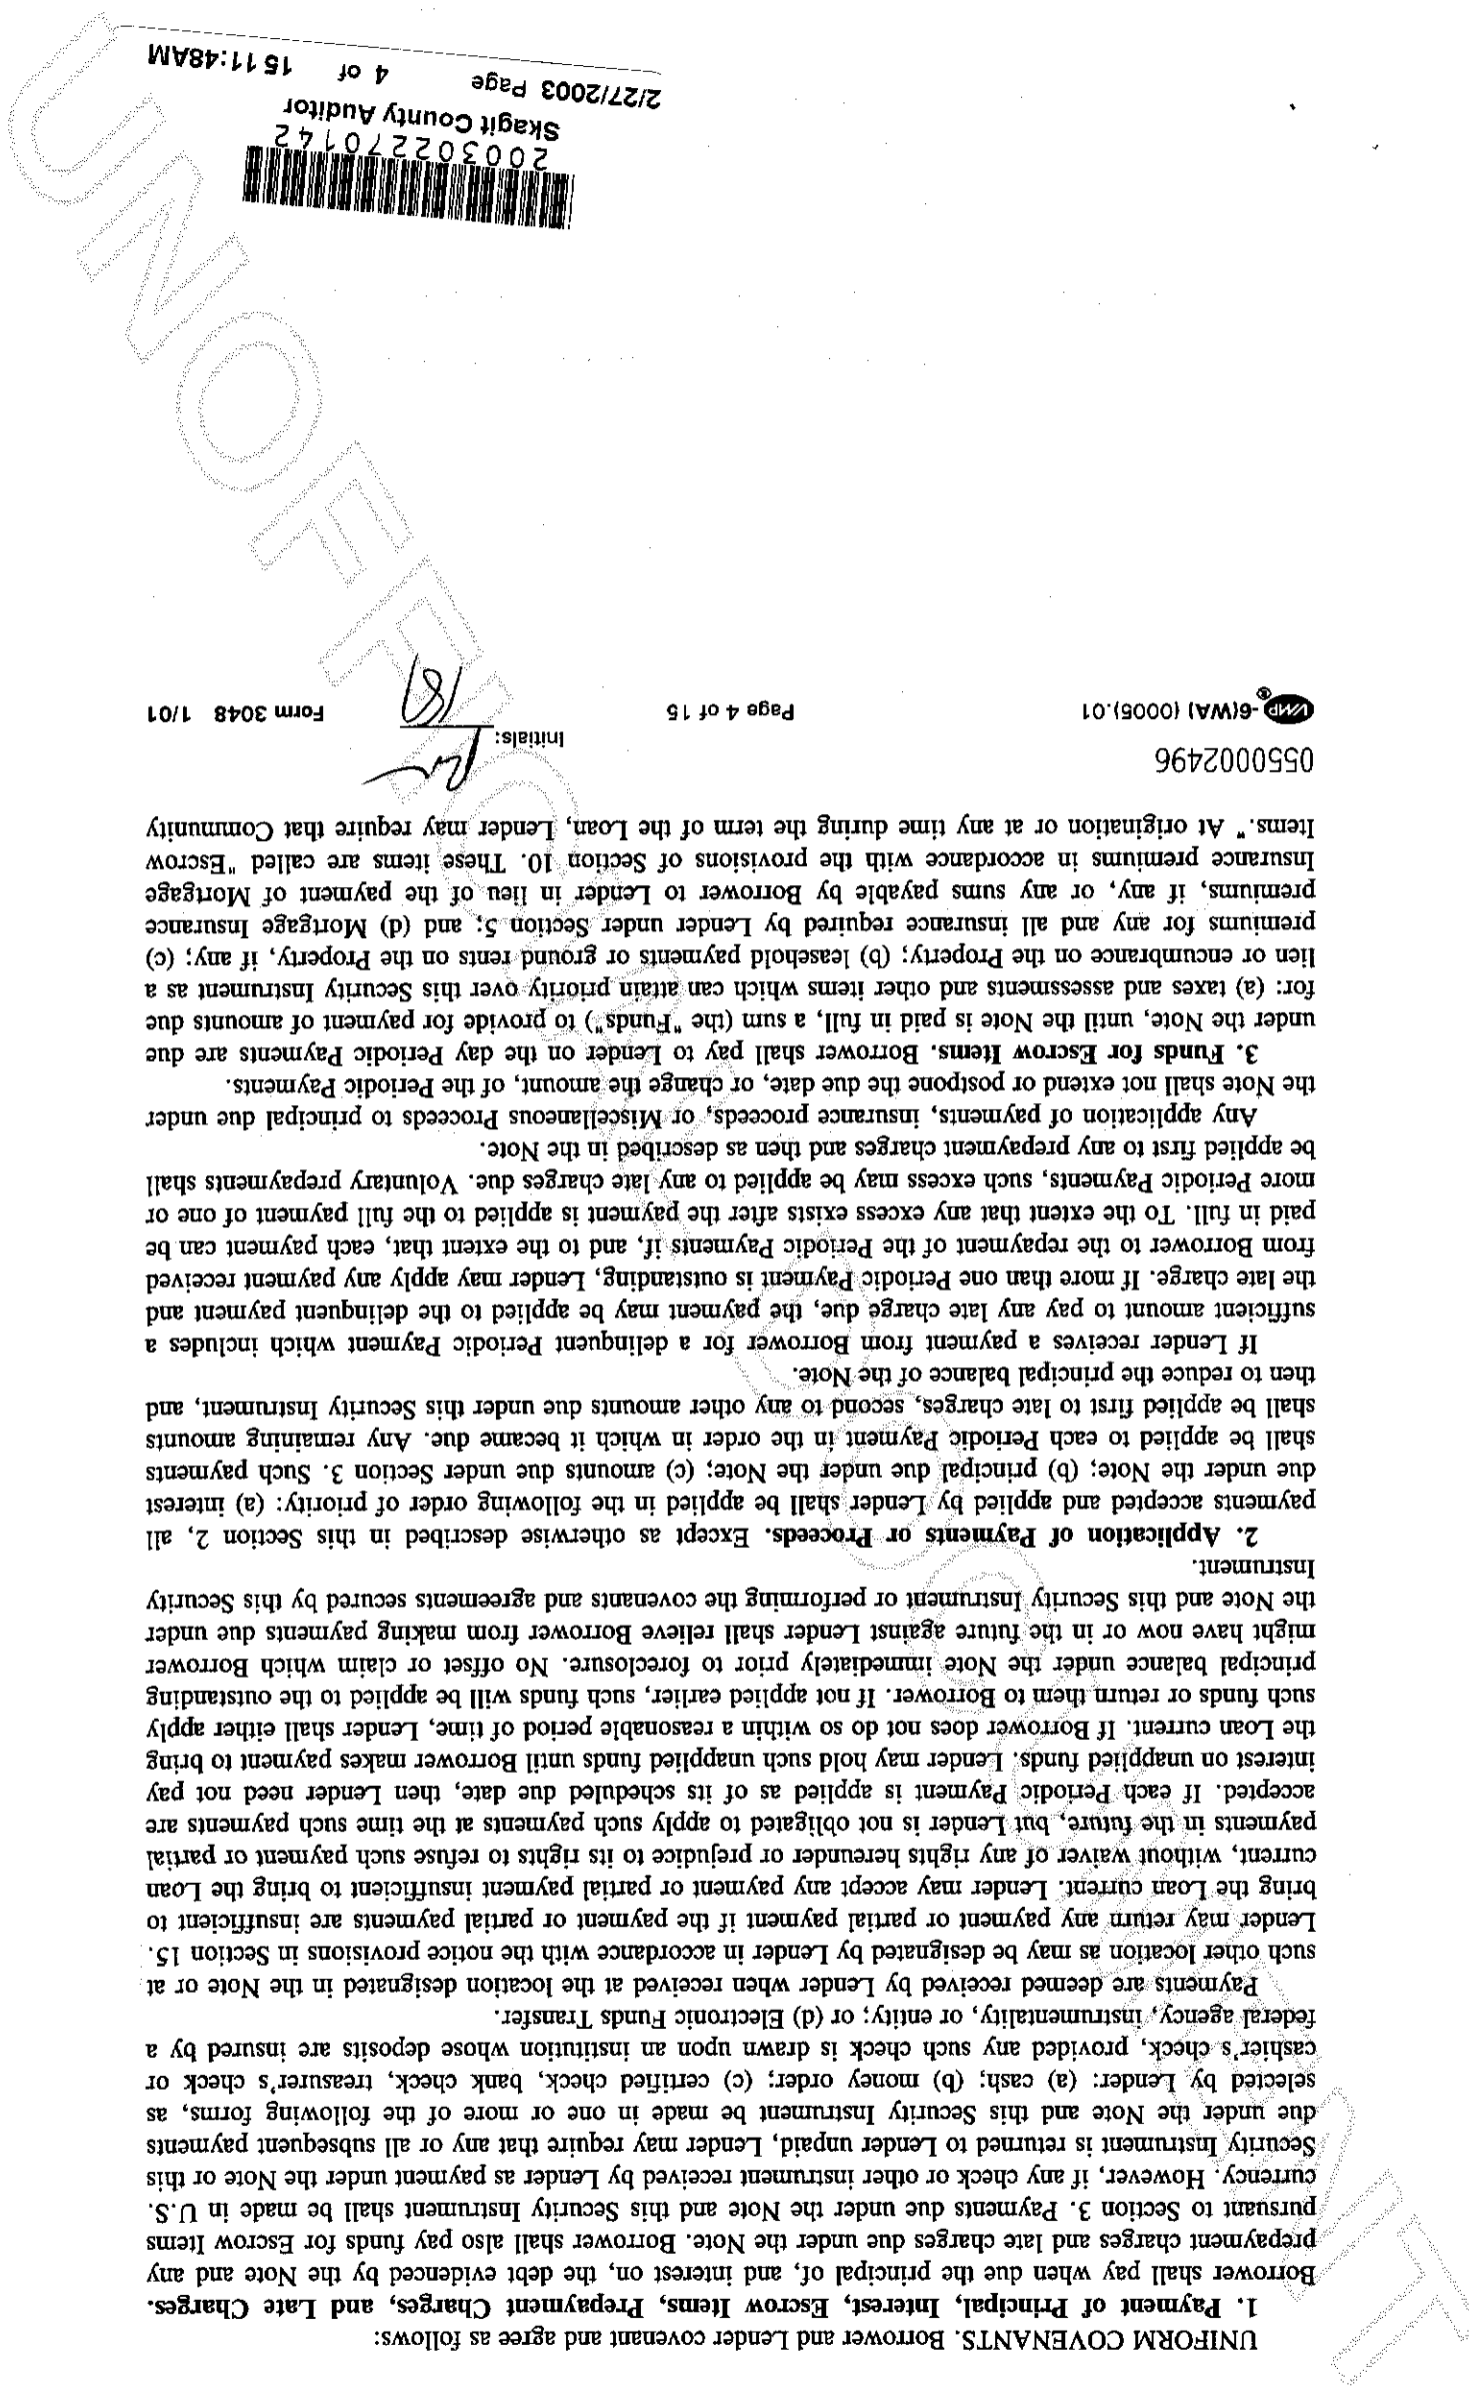 UNIFORM COVENANTS. Borrower and Lender covenant and agree as follows:
1. Payment of Principal, Interest, Escrow Items, Prepayment Charges, and Late Charges.
Borrower shall pay when due the principal of, and interest on, the debt evidenced by the Note and any
prepayment charges and late charges due under the Note. Borrower shall also pay funds for Escrow Items
pursuant to Section 3. Payments due under the Note and this Security Instrument shall be made in U.S.
currency. However, if any check or other instrument received by Lender as payment under the Note or this
Security Instrument is returned to Lender unpaid, Lender may require that any or all subsequent payments
due under the Note and this Security Instrument be made in one or more of the following forms, as
selected by Lender: (a) cash; (b) money order; (c) certified check, bank check, treasurer's check or
cashier's check, provided any such check is drawn upon an institution whose deposits are insured by a
federal agency, instrumentality, or entity; or (d) Electronic Funds Transfer.
Payments are deemed received by Lender when received at the location designated in the Note or at
such other location as may be designated by Lender in accordance with the notice provisions in Section 15.
Lender may return any payment or partial payment if the payment or partial payments are insufficient to
bring the Loan current. Lender may accept any payment or partial payment insufficient to bring the Loan
current, without waiver of any rights hereunder or prejudice to its rights to refuse such payment or partial
payments in the future, but Lender is not obligated to apply such payments at the time such payments are
accepted. If each Periodic Payment is applied as of its scheduled due date, then Lender need not pay
interest on unapplied funds. Lender may hold such unapplied funds until Borrower makes payment to bring
the Loan current. If Borrower does not do so within a reasonable period of time, Lender shall either apply
such funds or return them to Borrower. If not applied earlier, such funds will be applied to the outstanding
principal balance under the Note immediately prior to foreclosure. No offset or claim which Borrower
might have now or in the future against Lender shall relieve Borrower from making payments due under
the Note and this Security Instrument or performing the covenants and agreements secured by this Security
Instrument.
2. Application of Payments or Proceeds. Except as otherwise described in this Section 2, all
payments accepted and applied by Lender shall be applied in the following order of priority: (a) interest
due under the Note; (b) principal due under the Note; (c) amounts due under Section 3. Such payments
shall be applied to each Periodic Payment in the order in which it became due. Any remaining amounts
shall be applied first to late charges, second to any other amounts due under this Security Instrument, and
then to reduce the principal balance of the Note.
If Lender receives a payment from Borrower for a delinquent Periodic Payment which includes a
sufficient amount to pay any late charge due, the payment may be applied to the delinquent payment and
the late charge. If more than one Periodic Payment is outstanding, Lender may apply any payment received
from Borrower to the repayment of the Periodic Payments if, and to the extent that, each payment can be
paid in full. To the extent that any excess exists after the payment is applied to the full payment of one or
more Periodic Payments, such excess may be applied to any late charges due. Voluntary prepayments shall
be applied first to any prepayment charges and then as described in the Note.
Any application of payments, insurance proceeds, or Miscellaneous Proceeds to principal due under
the Note shall not extend or postpone the due date, or change the amount, of the Periodic Payments.
3. Funds for Escrow Items. Borrower shall pay to Lender on the day Periodic Payments are due
under the Note, until the Note is paid in full, a sum (the "Funds") to provide for payment of amounts due
for: (a) taxes and assessments and other items which can attain priority over this Security Instrument as a
lien or encumbrance on the Property; (b) leasehold payments or ground rents on the Property, if any; (c)
premiums for any and all insurance required by Lender under Section 5; and (d) Mortgage Insurance
premiums, if any, or any sums payable by Borrower to Lender in lieu of the payment of Mortgage
Insurance premiums in accordance with the provisions of Section 10. These items are called "Escrow
Items." At origination or at any time during the term of the Loan, Lender may require that Community
0550002496
Initials:
VMP®-6(WA) (0005).01 Page 4 of 15 Form 3048 1/01
200302270142
Skagit County Auditor
2/27/2003 Page 4 of 15 11:48AM
UNOFFICIAL DOCUMENT